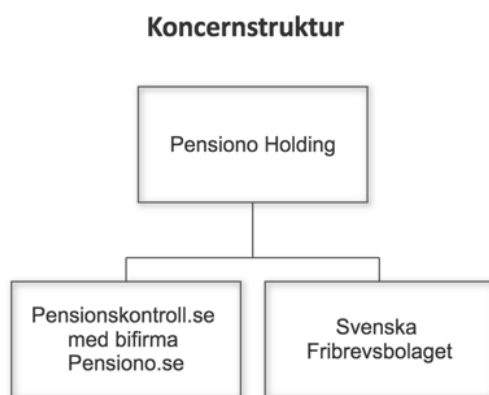 Koncernstruktur
Pensiono Holding
Pensionskontroll.se
med bifirma
Pensiono.se
Svenska
Fribrevsbolaget